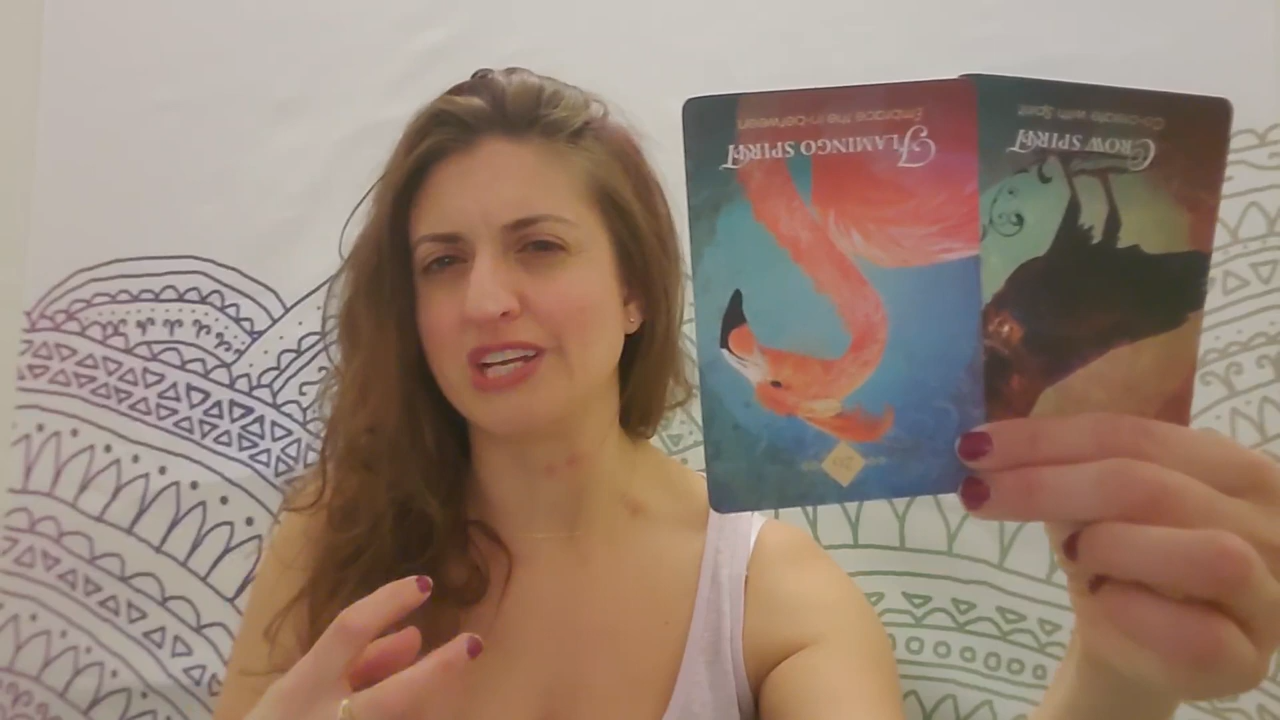 FLAMINGO SPIRIT
Embrace the in-between
CROW SPIRIT
Co-create with Spirit